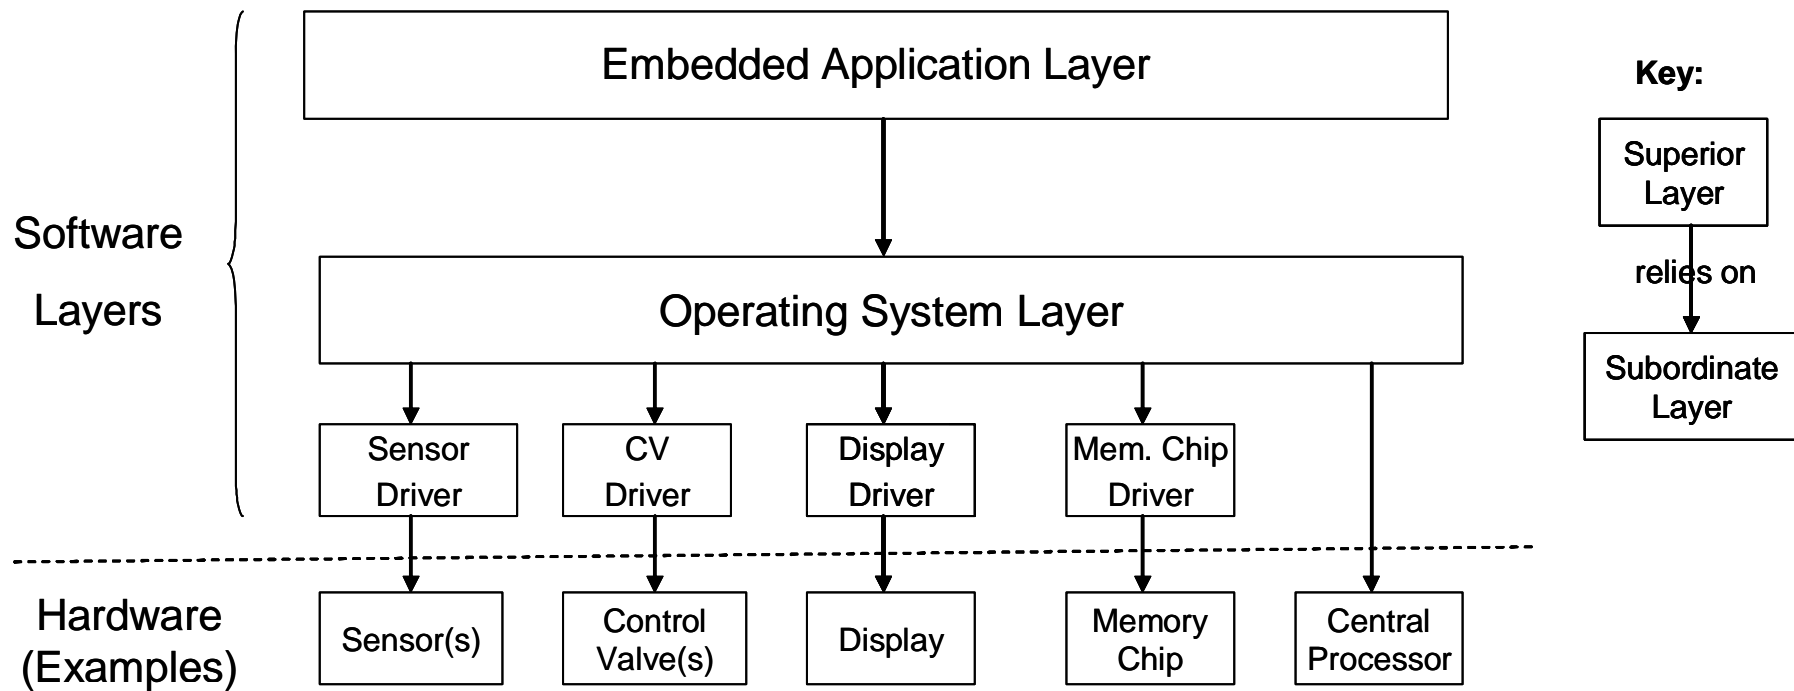 Embedded Application Layer
Key:
Superior
Layer
relies on
Subordinate
Layer
Software
Layers
Operating System Layer
Sensor
Driver
CV
Driver
Display
Driver
Mem. Chip
Driver
Hardware
(Examples)
Sensor(s)
Control
Valve(s)
Display
Memory
Chip
Central
Processor